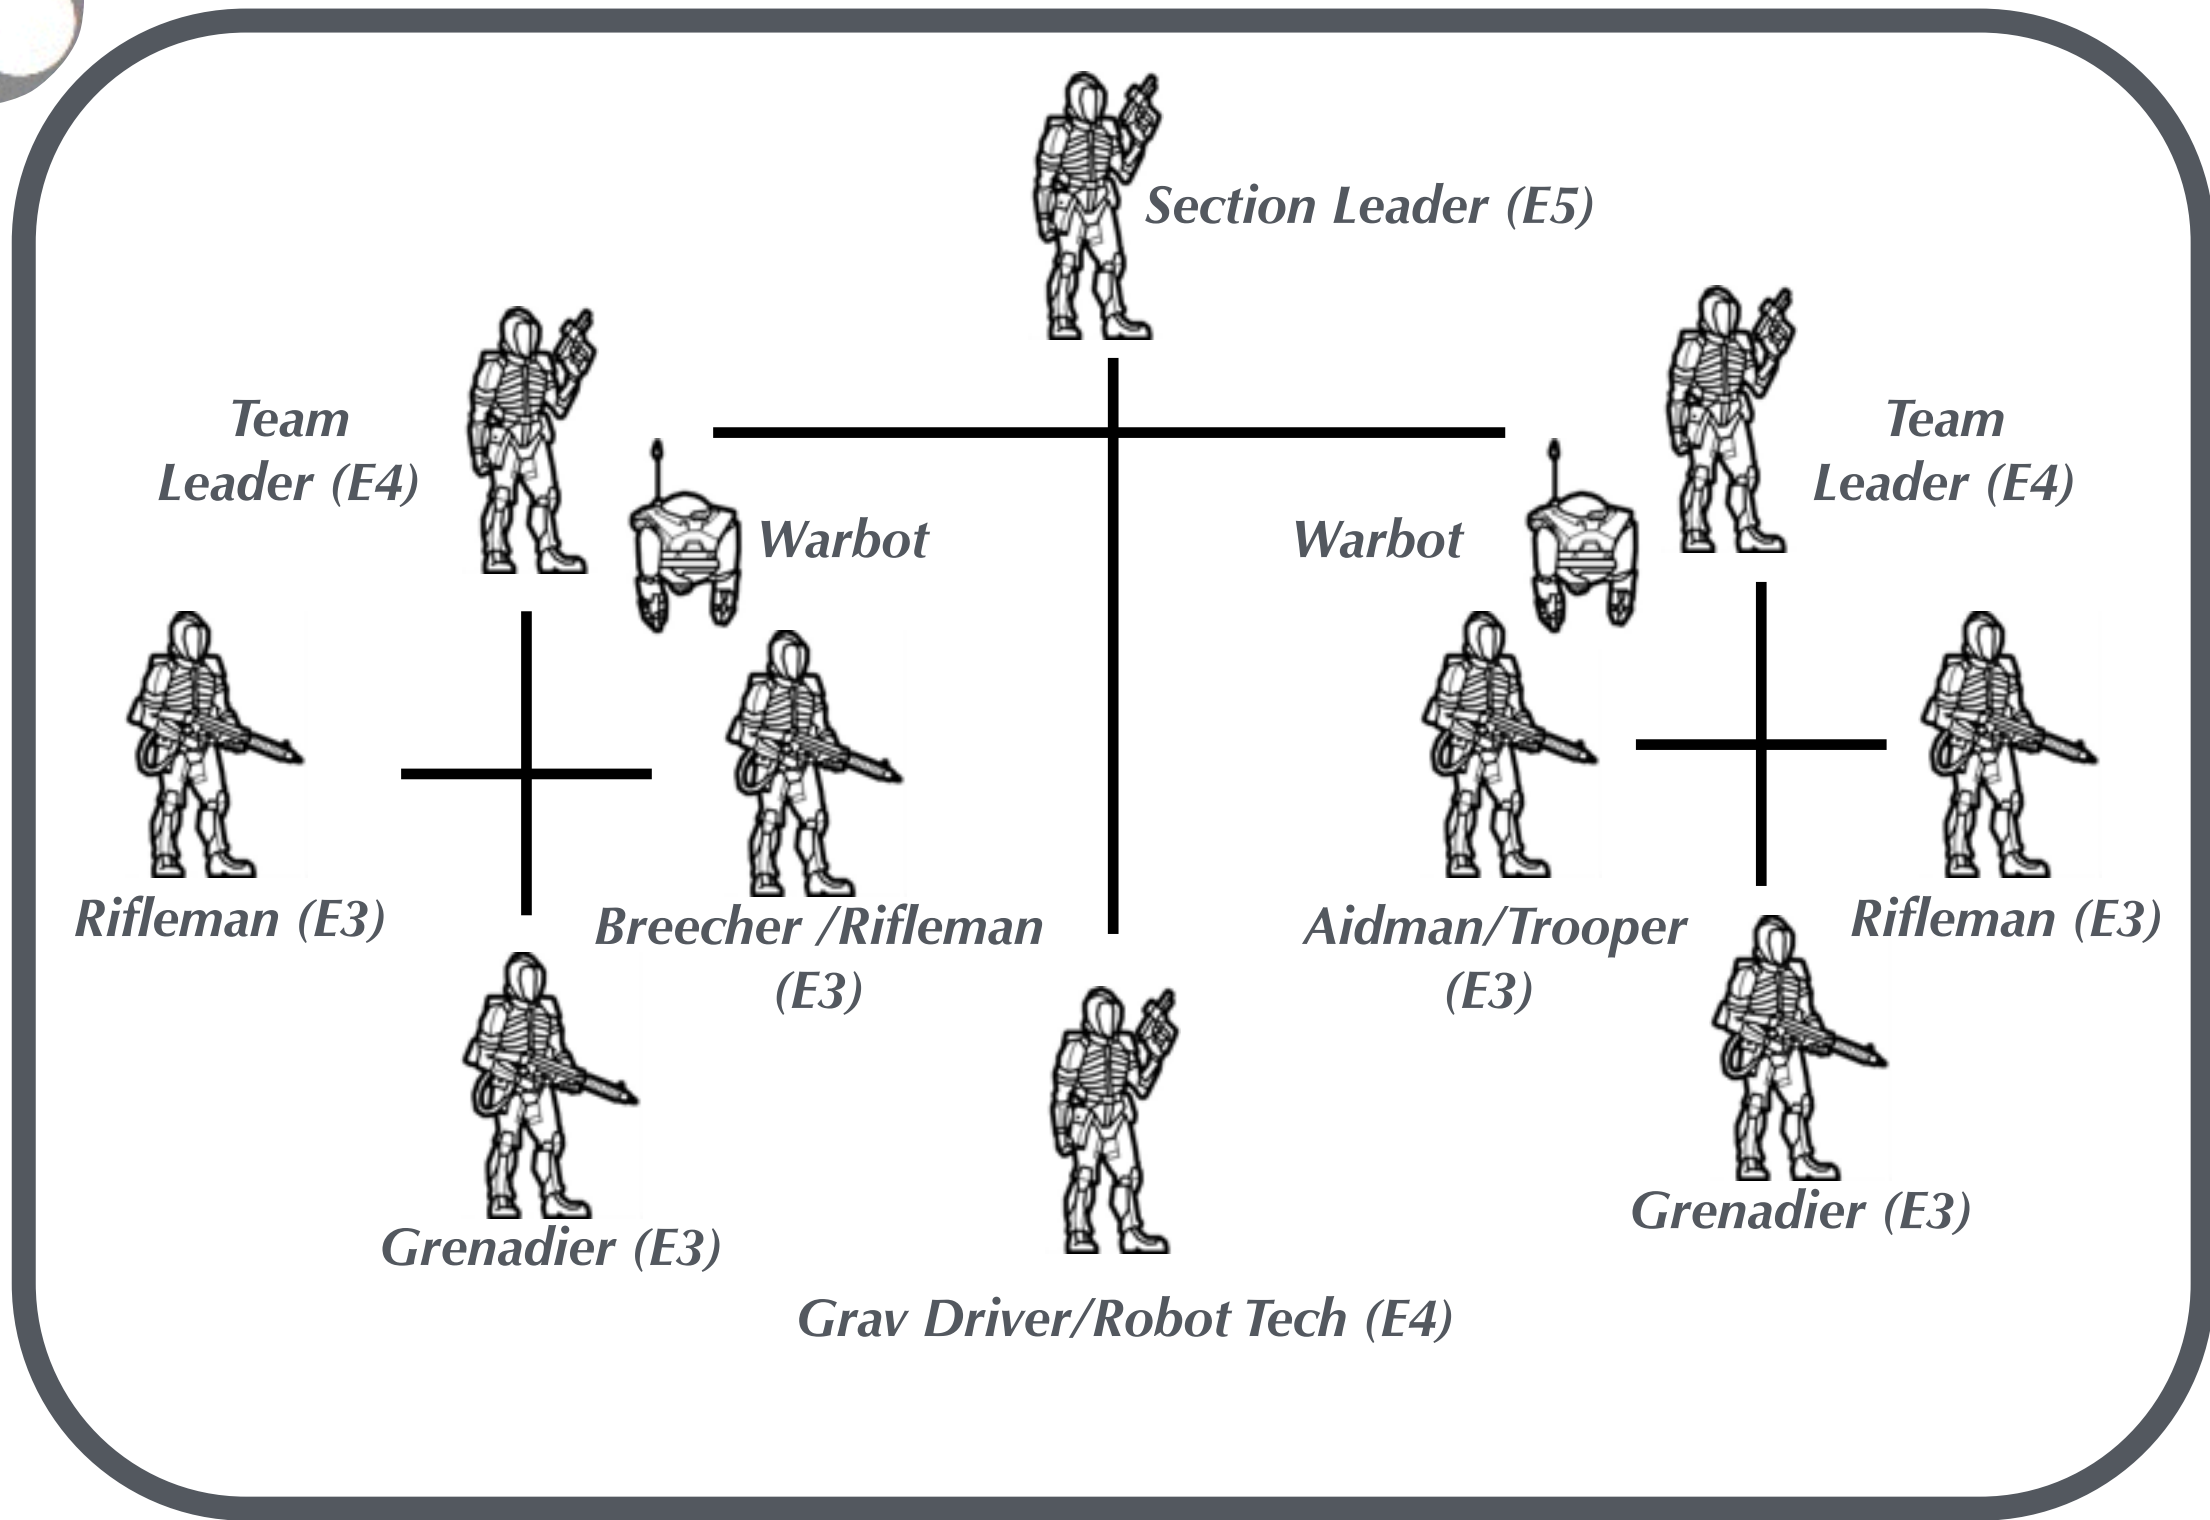 Section Leader (E5)
Team
Leader (E4)
Team
Leader (E4)
Warbot
Warbot
Rifleman (E3)
Breecher /Rifleman
(E3)
Aidman/Trooper
(E3)
Rifleman (E3)
Grenadier (E3)
Grenadier (E3)
Grav Driver/Robot Tech (E4)